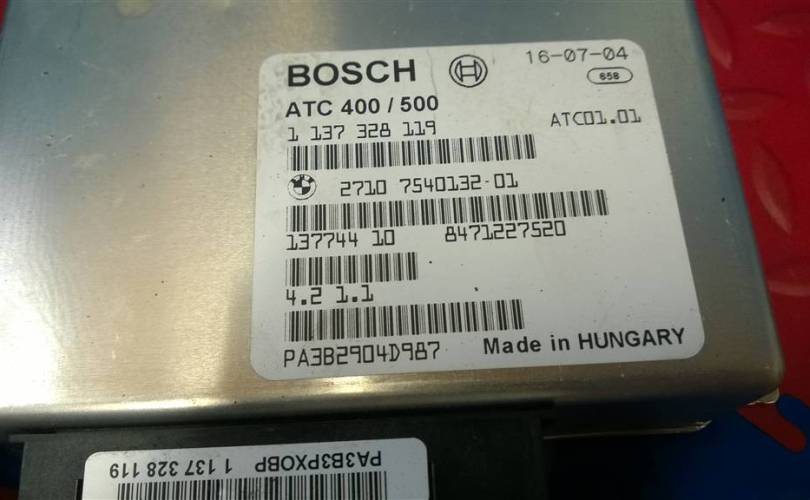 BOSCH
16-07-04
658
ATC 400 / 500
1 137 328 119
ATC01.01
2710 7540132-01
137744 10 8471227520
4.2 1.1
PA3B2904D987
Made in HUNGARY
PA3B3PXOBP 1 137 328 119